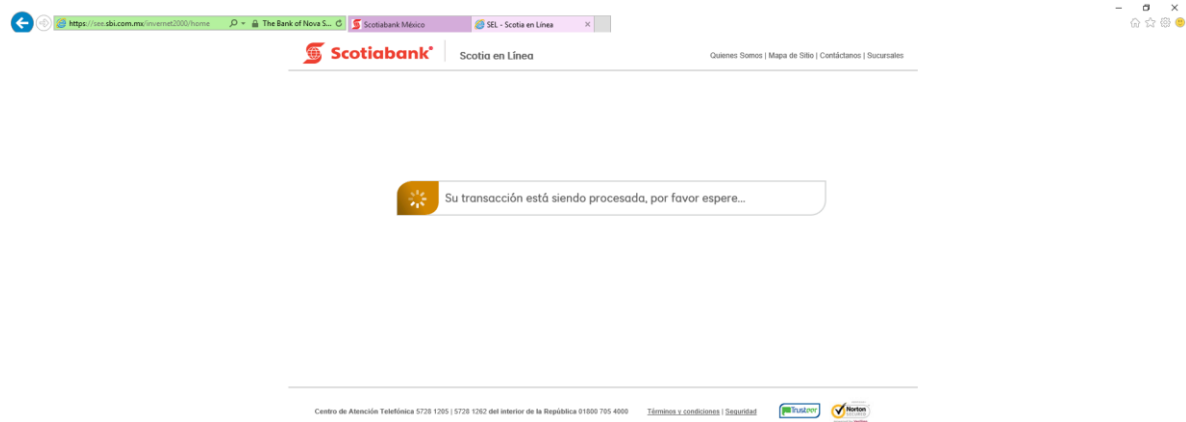 https://see.sbi.com.mx/invernet2000/home
The Bank of Nova S...
Scotiabank México
SEL - Scotia en Línea
Scotiabank
Scotia en Línea
Quienes Somos | Mapa de Sitio | Contáctanos | Sucursales
Su transacción está siendo procesada, por favor espere...
Centro de Atención Telefónica 5728 1205 | 5728 1262 del interior de la República 01800 705 4000
Términos y condiciones | Seguridad
Trusteer
Norton